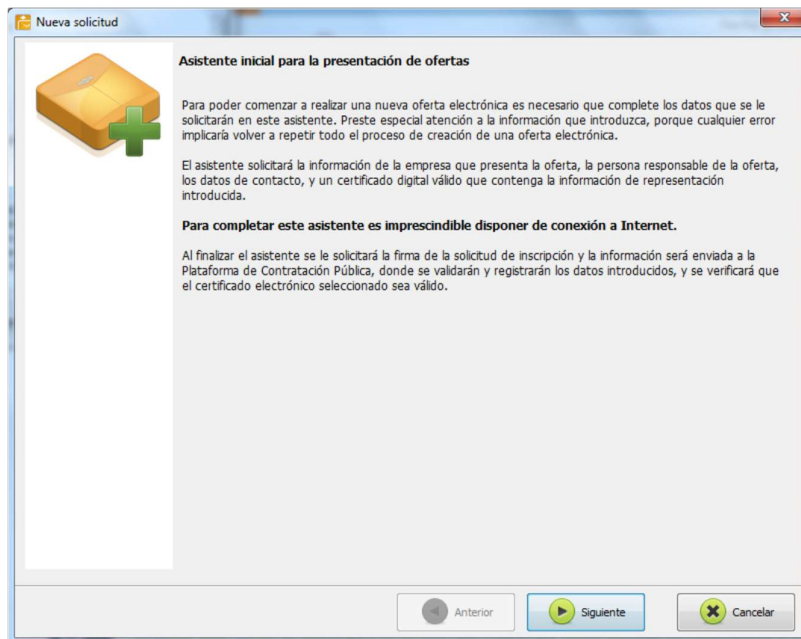 Nueva solicitud
Asistente inicial para la presentación de ofertas
Para poder comenzar a realizar una nueva oferta electrónica es necesario que complete los datos que se le
solicitarán en este asistente. Preste especial atención a la información que introduzca, porque cualquier error
implicaría volver a repetir todo el proceso de creación de una oferta electrónica.
El asistente solicitará la información de la empresa que presenta la oferta, la persona responsable de la oferta,
los datos de contacto, y un certificado digital válido que contenga la información de representación
introducida.
Para completar este asistente es imprescindible disponer de conexión a Internet.
Al finalizar el asistente se le solicitará la firma de la solicitud de inscripción y la información será enviada a la
Plataforma de Contratación Pública, donde se validarán y registrarán los datos introducidos, y se verificará que
el certificado electrónico seleccionado sea válido.
Anterior
Siguiente
Cancelar